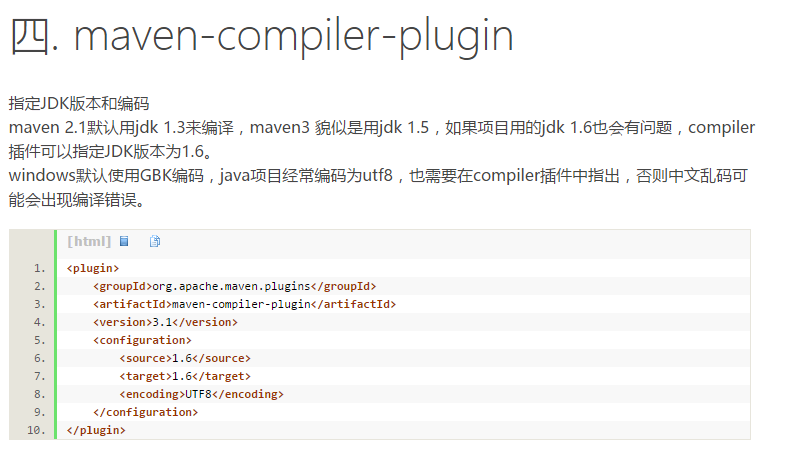 四. maven-compiler-plugin
指定JDK版本和编码
maven 2.1默认用jdk 1.3来编译，maven3 貌似是用jdk 1.5，如果项目用的jdk 1.6也会有问题，compiler
插件可以指定JDK版本为1.6。
windows默认使用GBK编码，java项目经常编码为utf8，也需要在compiler插件中指出，否则中文乱码可
能会出现编译错误。
[html]
1. <plugin>
2.     <groupId>org.apache.maven.plugins</groupId>
3.     <artifactId>maven-compiler-plugin</artifactId>
4.     <version>3.1</version>
5.     <configuration>
6.         <source>1.6</source>
7.         <target>1.6</target>
8.         <encoding>UTF8</encoding>
9.     </configuration>
10. </plugin>